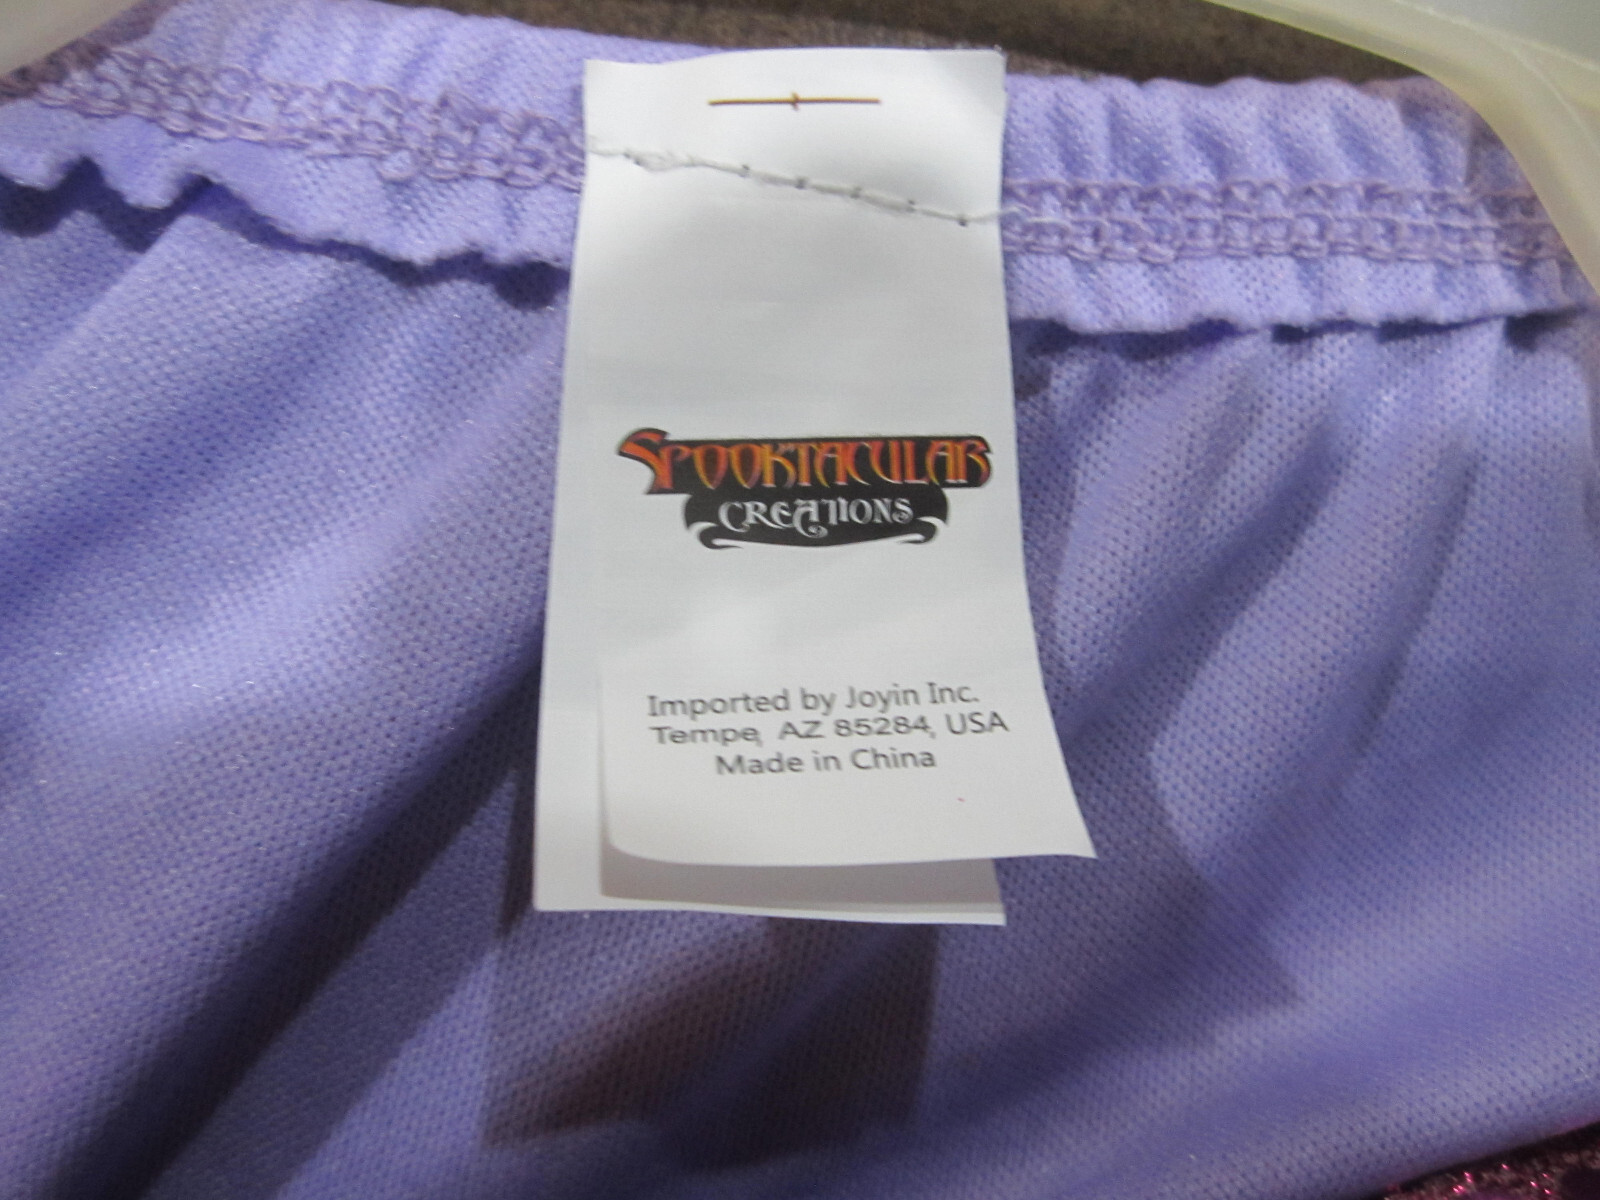 SPOOKTACULAR
CREATIONS
Imported by Joyin Inc.
Tempe, AZ 85284, USA
Made in China